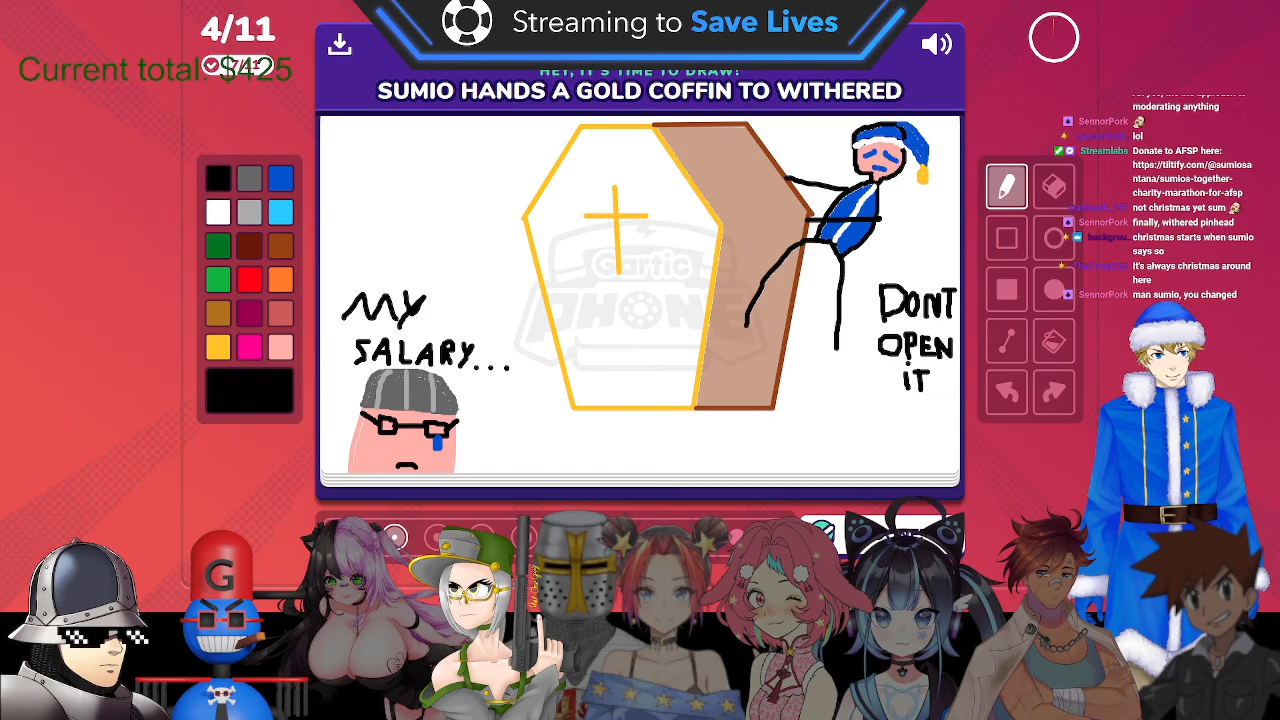 4/11
Streaming to Save Lives
Current total: $425
HEY, IT'S TIME TO DRAW!
SUMIO HANDS A GOLD COFFIN TO WITHERED
MY
SALARY...
DONT
OPEN
IT
Gartic
PHONE
moderating anything
SennorPork
lol
Streamlabs Donate to AFSP here:
https://tiltify.com/@sumiosa
ntana/sumios-together-
charity-marathon-for-afsp
not christmas yet sum
SennorPork finally, withered pinhead
backgrou.. christmas starts when sumio
says so
It's always christmas around
here
SennorPork man sumio, you changed
G